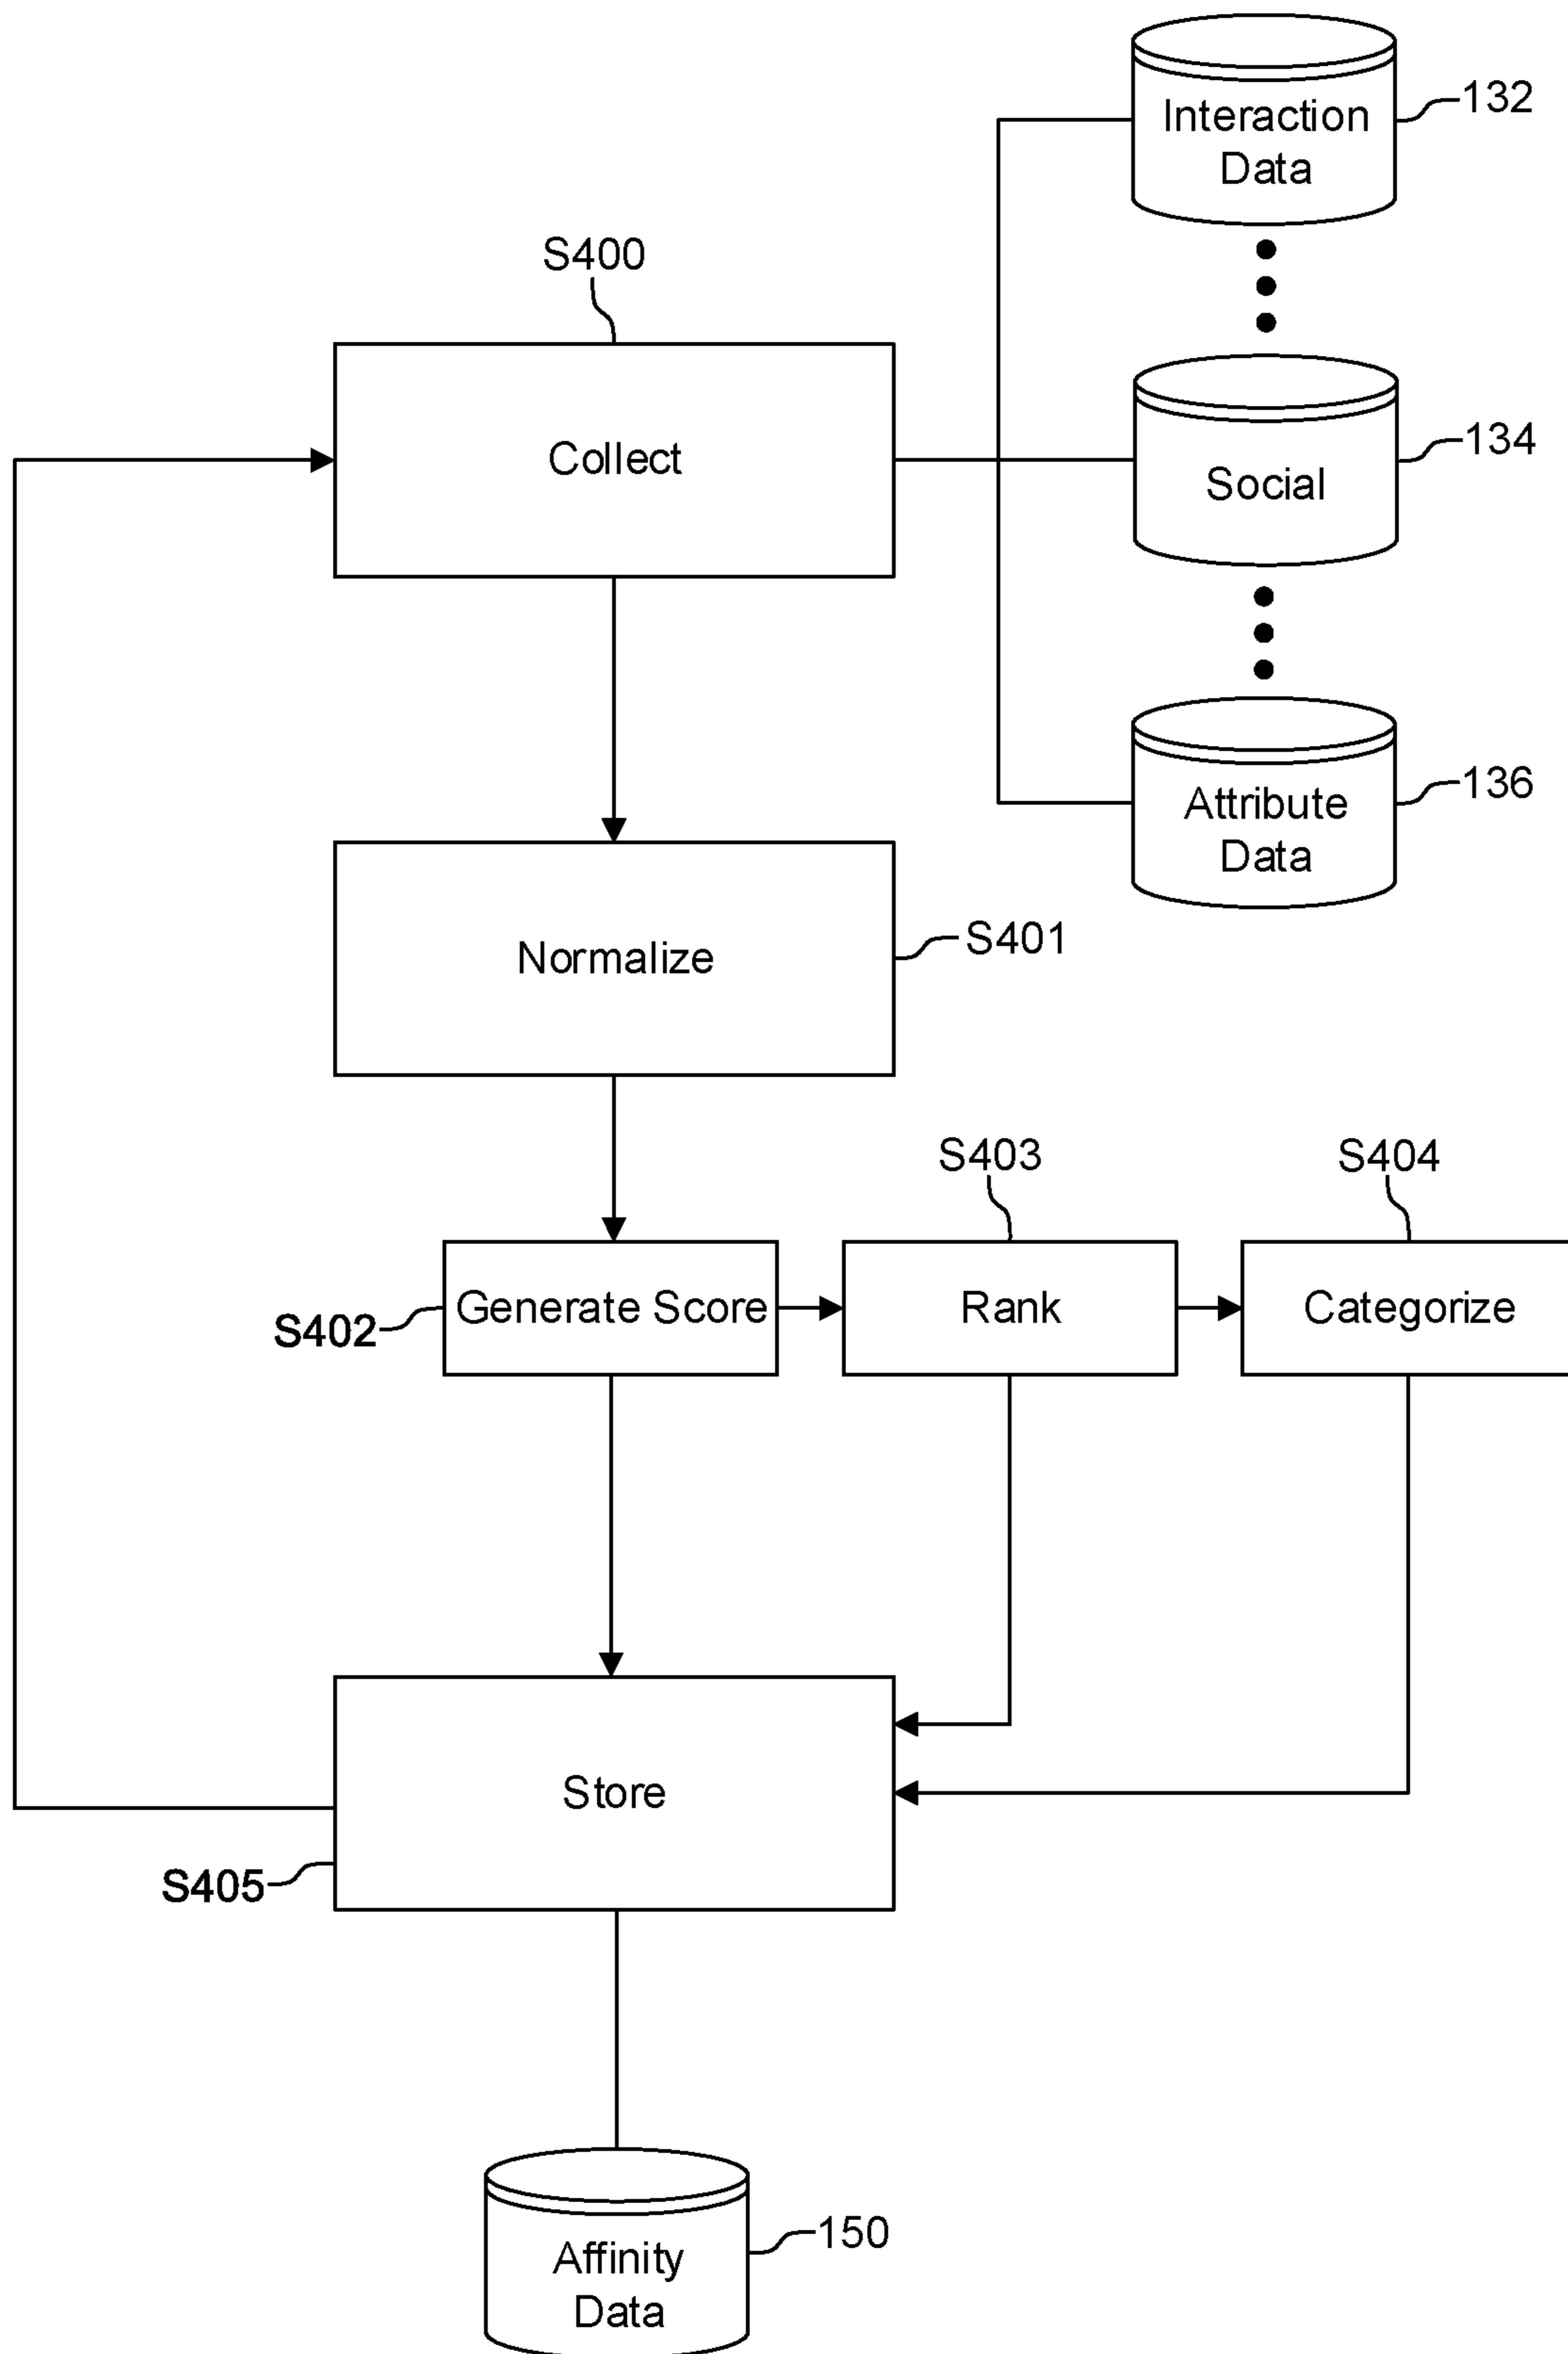 Interaction
Data
132
S400
Collect
Social
134
Attribute
Data
136
Normalize
S401
S403
S404
S402
Generate Score
Rank
Categorize
Store
S405
Affinity
Data
150